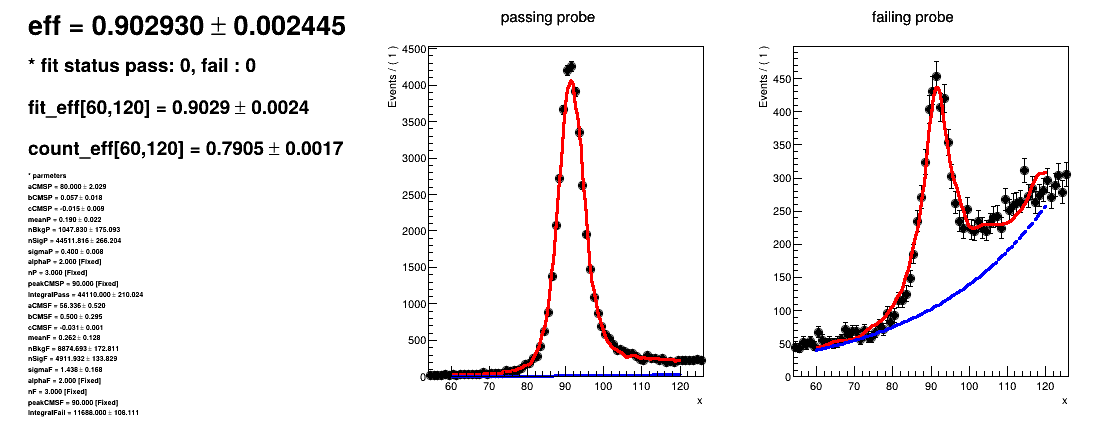 eff = 0.902930 ± 0.002445
* fit status pass: 0, fail : 0
fit_eff[60,120] = 0.9029 ± 0.0024
count_eff[60,120] = 0.7905 ± 0.0017
* parmeters
aCMSP = 80.000 ± 2.029
bCMSP = 0.057 ± 0.018
cCMSP = -0.015 ± 0.009
meanP = 0.190 ± 0.022
nBkgP = 1047.830 ± 175.093
nSigP = 44511.816 ± 266.204
sigmaP = 0.400 ± 0.008
alphaP = 2.000 [Fixed]
nP = 3.000 [Fixed]
peakCMSP = 90.000 [Fixed]
IntegralPass = 44110.000 ± 210.024
aCMSF = 56.336 ± 0.520
bCMSF = 0.500 ± 0.295
cCMSF = -0.031 ± 0.001
meanF = 0.262 ± 0.128
nBkgF = 8874.693 ± 172.811
nSigF = 4911.932 ± 133.829
sigmaF = 1.438 ± 0.168
alphaF = 2.000 [Fixed]
nF = 3.000 [Fixed]
peakCMSF = 90.000 [Fixed]
IntegralFail = 11688.000 ± 108.111
passing probe
Events / ( 1 )
4500
4000
3500
3000
2500
2000
1500
1000
500
0
60 70 80 90 100 110 120
x
failing probe
Events / ( 1 )
450
400
350
300
250
200
150
100
50
0
60 70 80 90 100 110 120
x